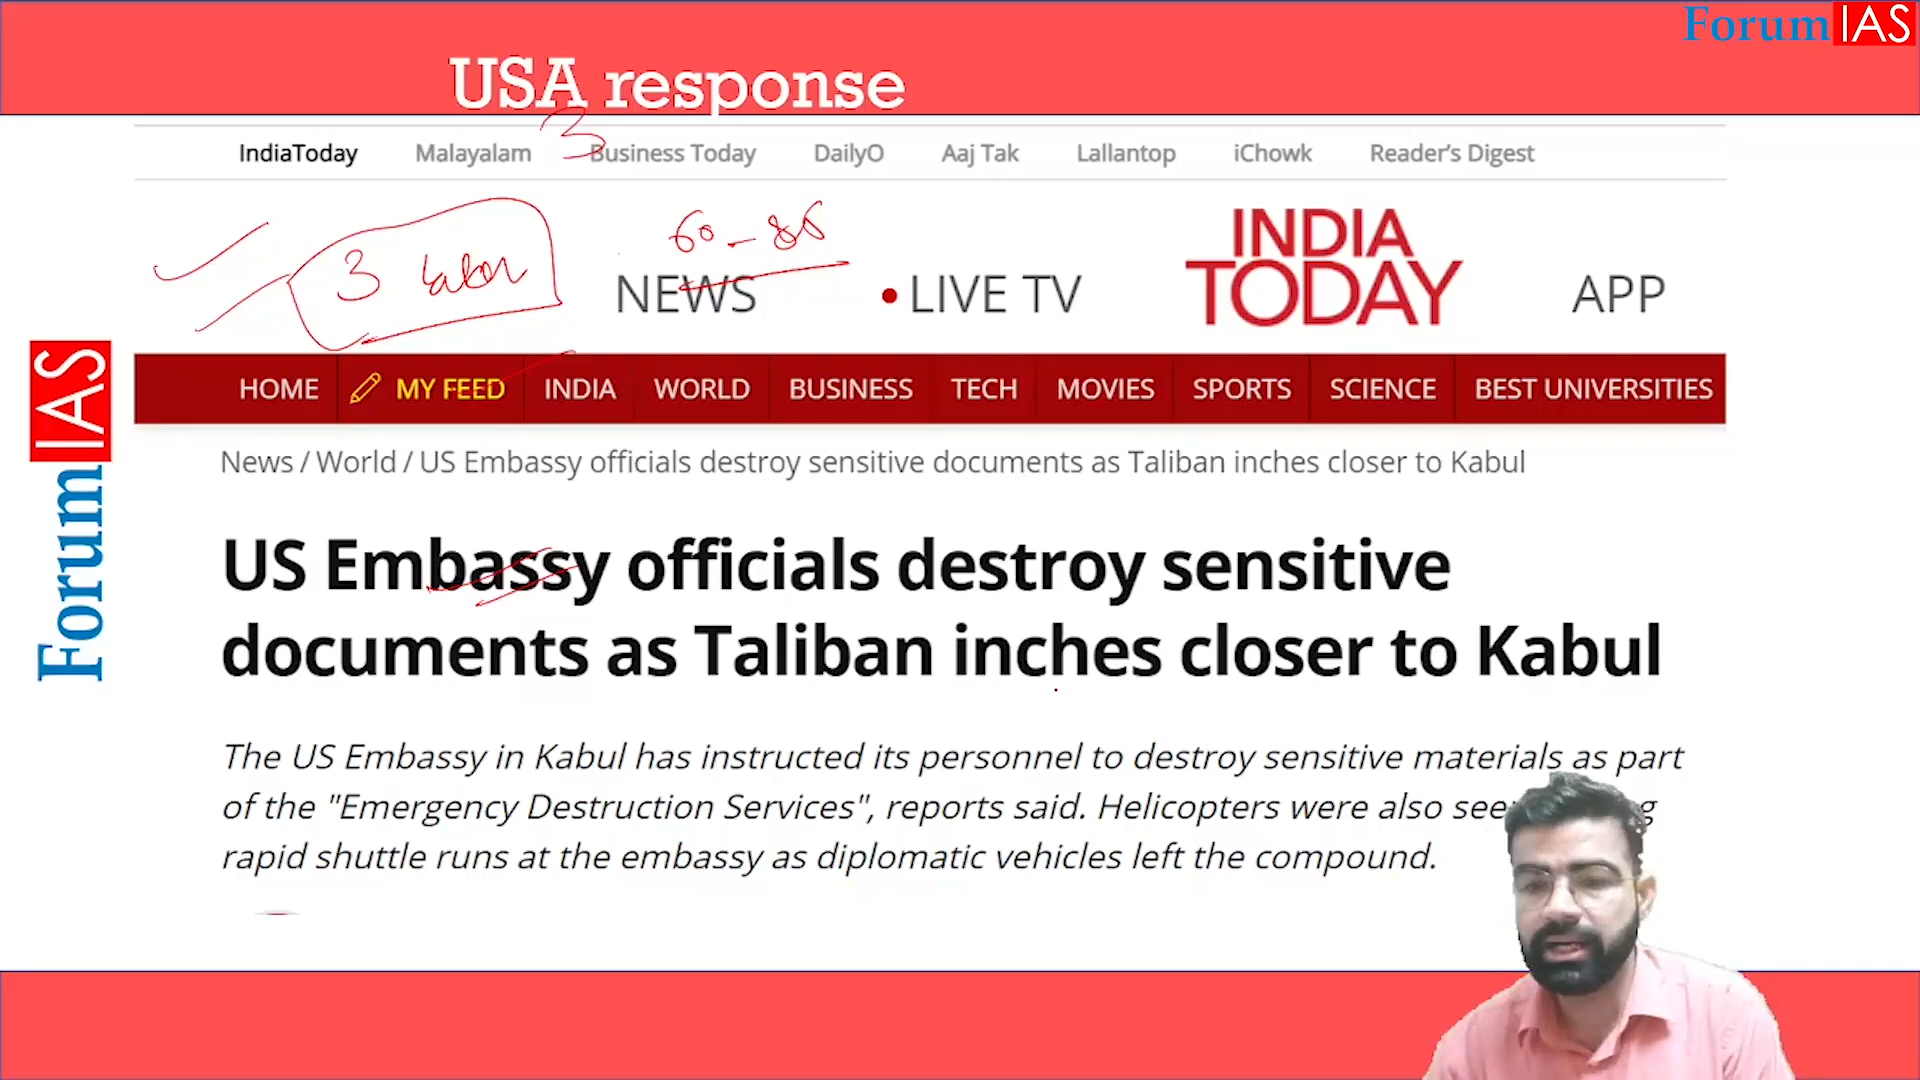 Forum IAS
USA response
3
IndiaToday Malayalam Business Today DailyO Aaj Tak Lallantop iChowk Reader's Digest
3
60-
NEWS LIVE TV INDIA TODAY APP
HOME MY FEED INDIA WORLD BUSINESS TECH MOVIES SPORTS SCIENCE BEST UNIVERSITIES
Forum IAS
News / World / US Embassy officials destroy sensitive documents as Taliban inches closer to Kabul
US Embassy officials destroy sensitive
documents as Taliban inches closer to Kabul
The US Embassy in Kabul has instructed its personnel to destroy sensitive materials as part
of the "Emergency Destruction Services", reports said. Helicopters were also
rapid shuttle runs at the embassy as diplomatic vehicles left the compound.